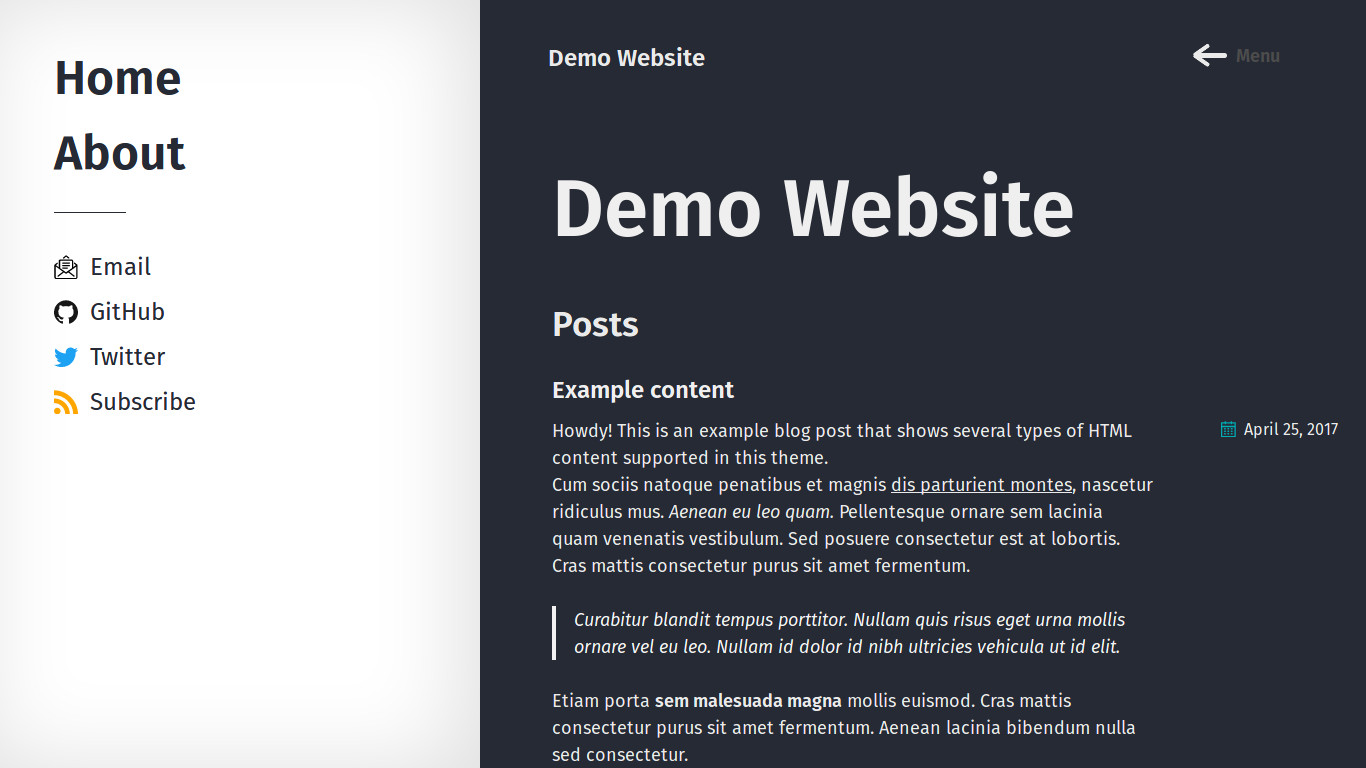 Home
About
Email
GitHub
Twitter
Subscribe
Demo Website
Menu
Demo Website
Posts
Example content
Howdy! This is an example blog post that shows several types of HTML
content supported in this theme.
April 25, 2017
Cum sociis natoque penatibus et magnis dis parturient montes, nascetur
ridiculus mus. Aenean eu leo quam. Pellentesque ornare sem lacinia
quam venenatis vestibulum. Sed posuere consectetur est at lobortis.
Cras mattis consectetur purus sit amet fermentum.
Curabitur blandit tempus porttitor. Nullam quis risus eget urna mollis
ornare vel eu leo. Nullam id dolor id nibh ultricies vehicula ut id elit.
Etiam porta sem malesuada magna mollis euismod. Cras mattis
consectetur purus sit amet fermentum. Aenean lacinia bibendum nulla
sed consectetur.